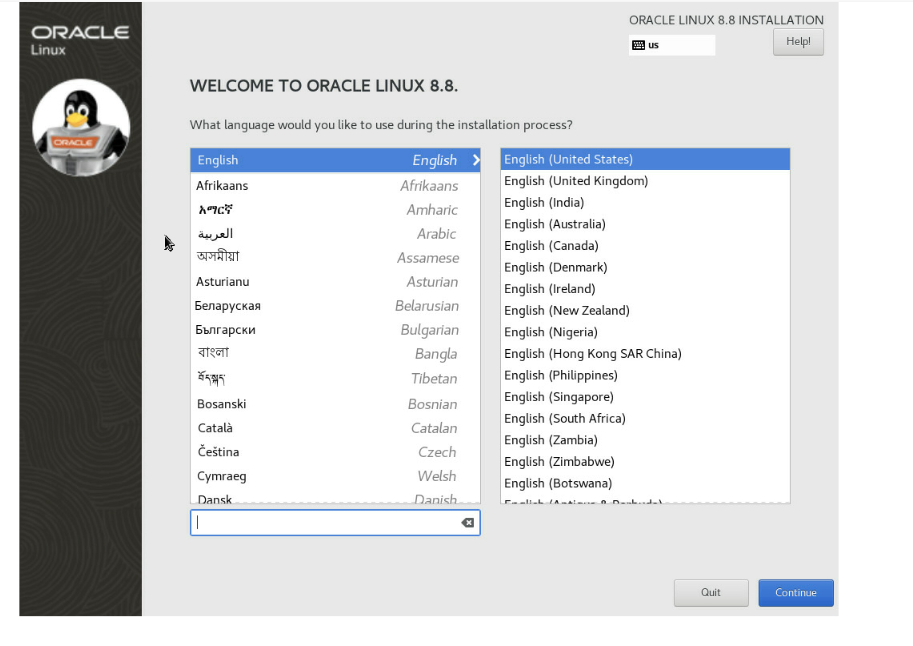 ORACLE
Linux
ORACLE
ORACLE LINUX 8.8 INSTALLATION
us
Help!
WELCOME TO ORACLE LINUX 8.8.
What language would you like to use during the installation process?
English English
Afrikaans Afrikaans
አማርኛ Amharic
العربية Arabic
অসমীয়া Assamese
Asturianu Asturian
Беларуская Belarusian
Български Bulgarian
বাংলা Bangla
བོད་སྐད་ Tibetan
Bosanski Bosnian
Català Catalan
Čeština Czech
Cymraeg Welsh
Dansk Danish
English (United States)
English (United Kingdom)
English (India)
English (Australia)
English (Canada)
English (Denmark)
English (Ireland)
English (New Zealand)
English (Nigeria)
English (Hong Kong SAR China)
English (Philippines)
English (Singapore)
English (South Africa)
English (Zambia)
English (Zimbabwe)
English (Botswana)
English (Antigua & Barbuda)
Quit
Continue